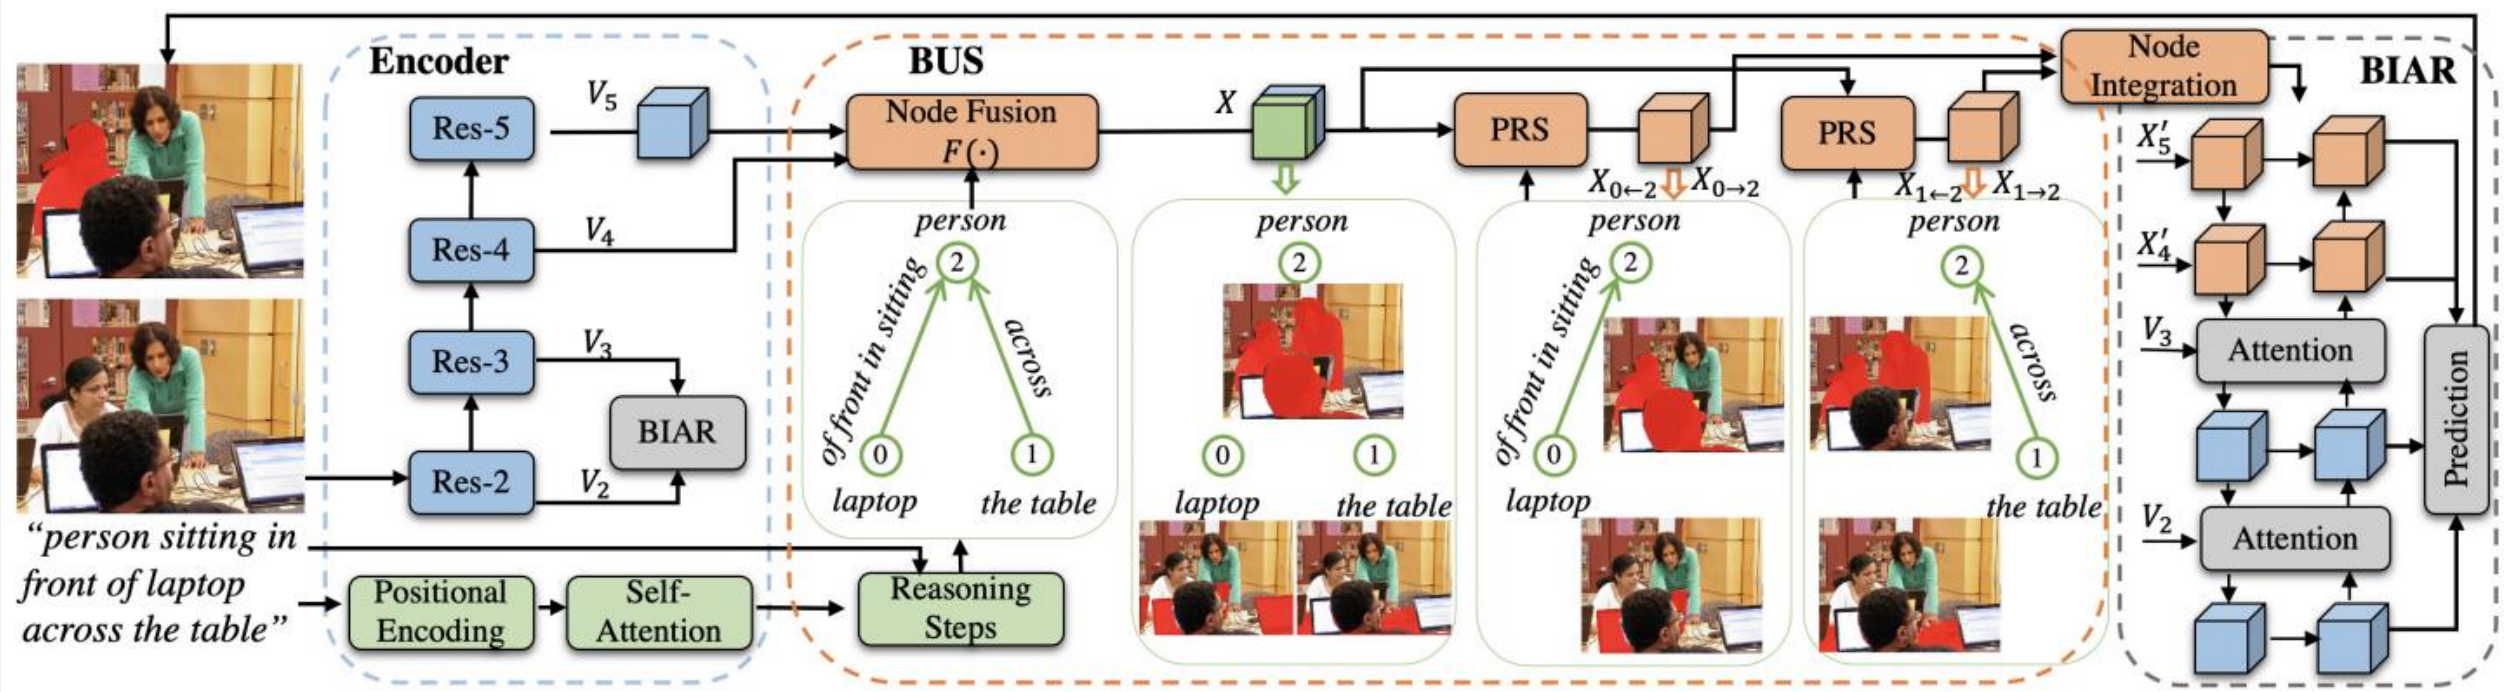 Encoder
BUS
BIAR
Node
Integration
V5
Res-5
Node Fusion
F(·)
X
PRS
PRS
X'5
X0←2
X0→2
X1←2
X1→2
V4
Res-4
person
2
person
2
person
2
person
2
X'4
V3
Res-3
of front in sitting
across
of front in sitting
across
V3
Attention
BIAR
Prediction
V2
Res-2
0
1
0
1
0
1
laptop
the table
laptop
the table
laptop
the table
V2
Attention
“person sitting in
front of laptop
across the table”
Positional
Encoding
Self-
Attention
Reasoning
Steps